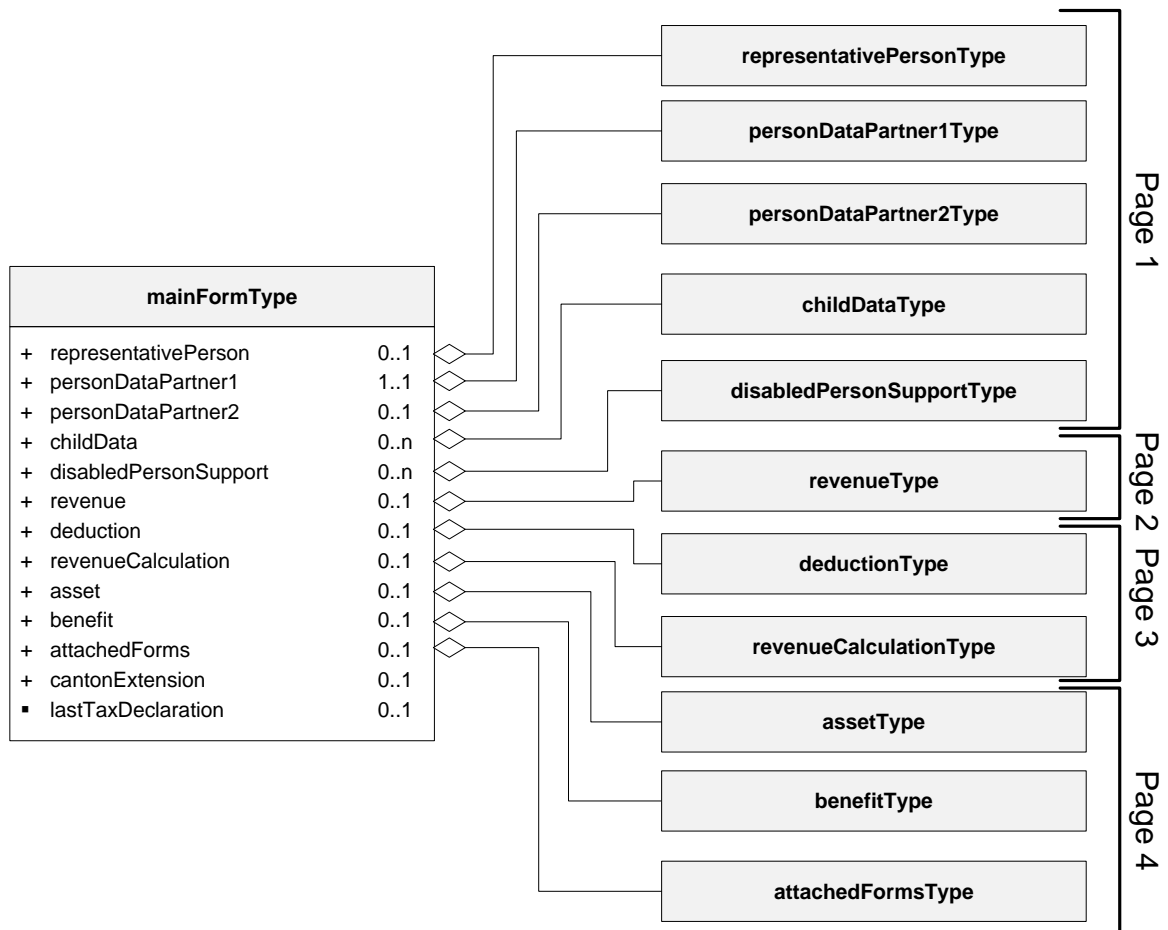 mainFormType
+ representativePerson 0..1
+ personDataPartner1 1..1
+ personDataPartner2 0..1
+ childData 0..n
+ disabledPersonSupport 0..n
+ revenue 0..1
+ deduction 0..1
+ revenueCalculation 0..1
+ asset 0..1
+ benefit 0..1
+ attachedForms 0..1
+ cantonExtension 0..1
▪ lastTaxDeclaration 0..1
representativePersonType
personDataPartner1Type
personDataPartner2Type
childDataType
disabledPersonSupportType
revenueType
deductionType
revenueCalculationType
assetType
benefitType
attachedFormsType
Page 1
Page 2
Page 3
Page 4